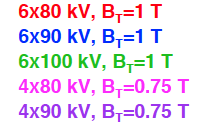 6x80 kV, B_T=1 T
6x90 kV, B_T=1 T
6x100 kV, B_T=1 T
4x80 kV, B_T=0.75 T
4x90 kV, B_T=0.75 T